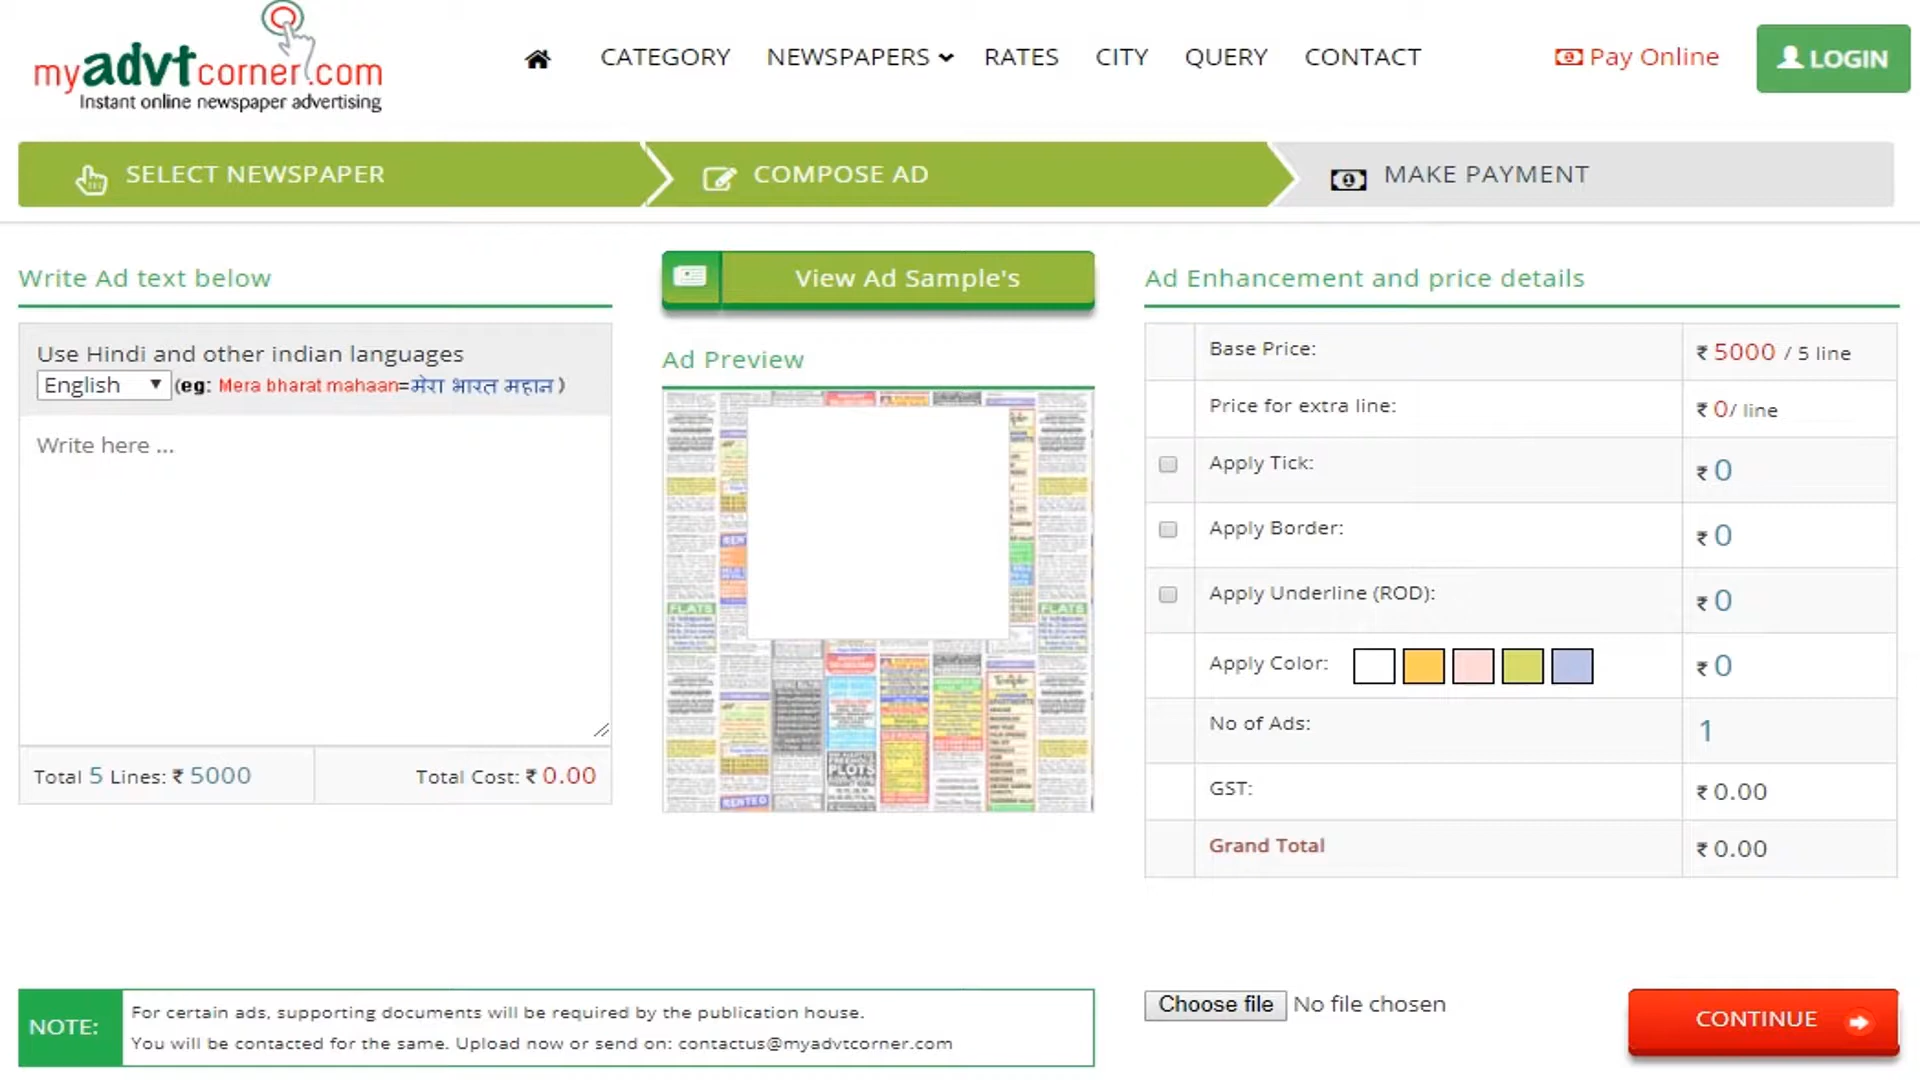 myadvtcorner.com
Instant online newspaper advertising
CATEGORY NEWSPAPERS RATES CITY QUERY CONTACT
Pay Online
LOGIN
SELECT NEWSPAPER
COMPOSE AD
MAKE PAYMENT
Write Ad text below
Use Hindi and other indian languages
English (eg: Mera bharat mahaan=मेरा भारत महान )
Write here ...
Total 5 Lines: ₹ 5000
Total Cost: ₹ 0.00
View Ad Sample's
Ad Preview
FLATS
FLATS
PLOTS
RENTED
Ad Enhancement and price details
Base Price: ₹ 5000 / 5 line
Price for extra line: ₹ 0/ line
Apply Tick: ₹ 0
Apply Border: ₹ 0
Apply Underline (ROD): ₹ 0
Apply Color: ₹ 0
No of Ads: 1
GST: ₹ 0.00
Grand Total ₹ 0.00
NOTE:
For certain ads, supporting documents will be required by the publication house.
You will be contacted for the same. Upload now or send on: contactus@myadvtcorner.com
Choose file No file chosen
CONTINUE